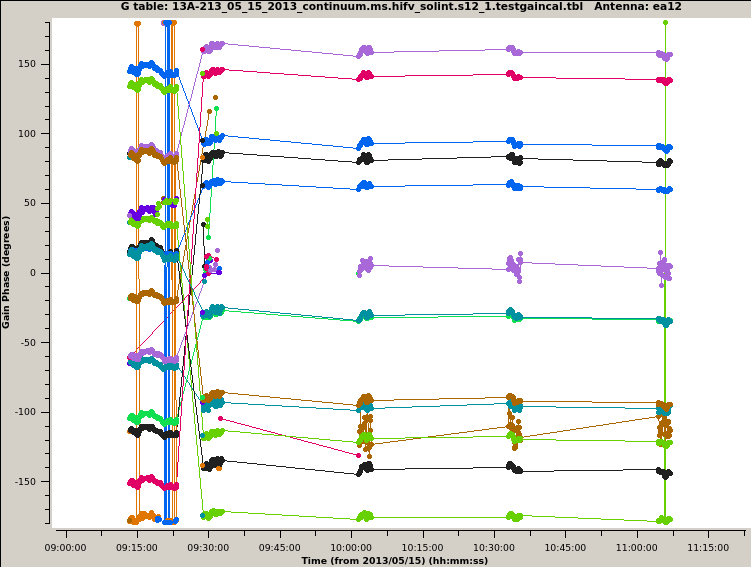 G table: 13A-213_05_15_2013_continuum.ms.hifv_solint.s12_1.testgaincal.tbl   Antenna: ea12
150
100
50
0
-50
-100
-150
Gain Phase (degrees)
09:00:00 09:15:00 09:30:00 09:45:00 10:00:00 10:15:00 10:30:00 10:45:00 11:00:00 11:15:00
Time (from 2013/05/15) (hh:mm:ss)